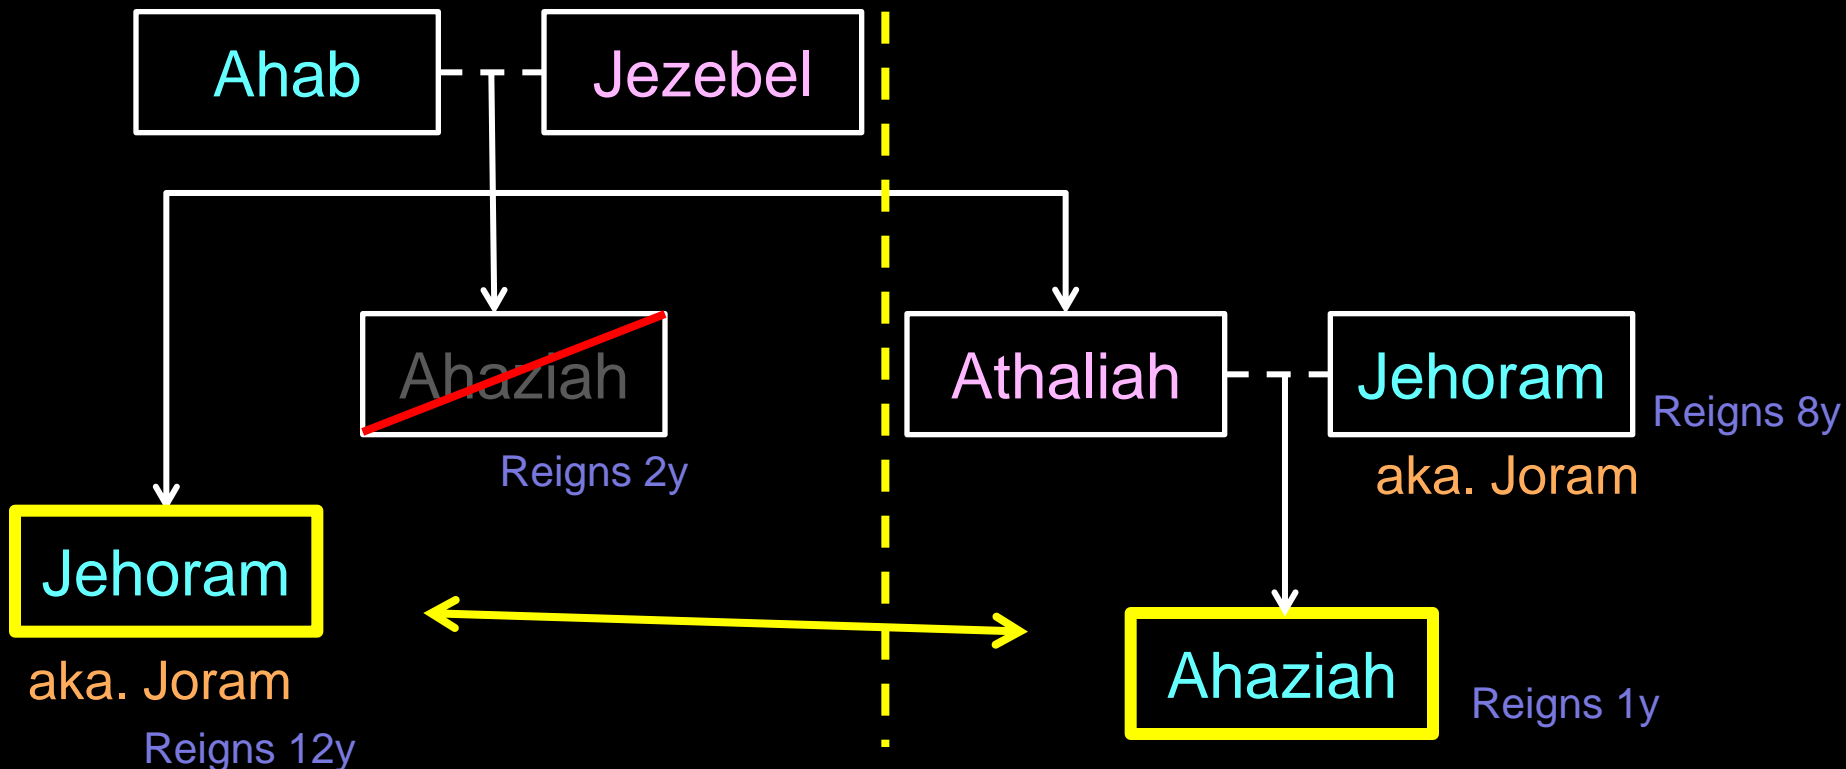 Ahab
Jezebel
Ahaziah
Reigns 2y
Athaliah
Jehoram
Reigns 8y
aka. Joram
Jehoram
aka. Joram
Reigns 12y
Ahaziah
Reigns 1y